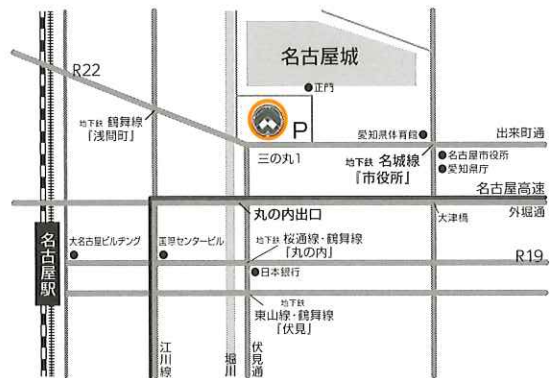 名古屋城
正門
R22
P
地下鉄 鶴舞線
『浅間町』
愛知県体育館
出来町通
三の丸1
地下鉄 名城線
『市役所』
名古屋市役所
愛知県庁
名古屋高速
丸の内出口
大津橋
外堀通
名古屋駅
大名古屋ビルヂング
国際センタービル
地下鉄 桜通線・鶴舞線
『丸の内』
R19
日本銀行
地下鉄
東山線・鶴舞線
『伏見』
江川線
堀川
伏見通